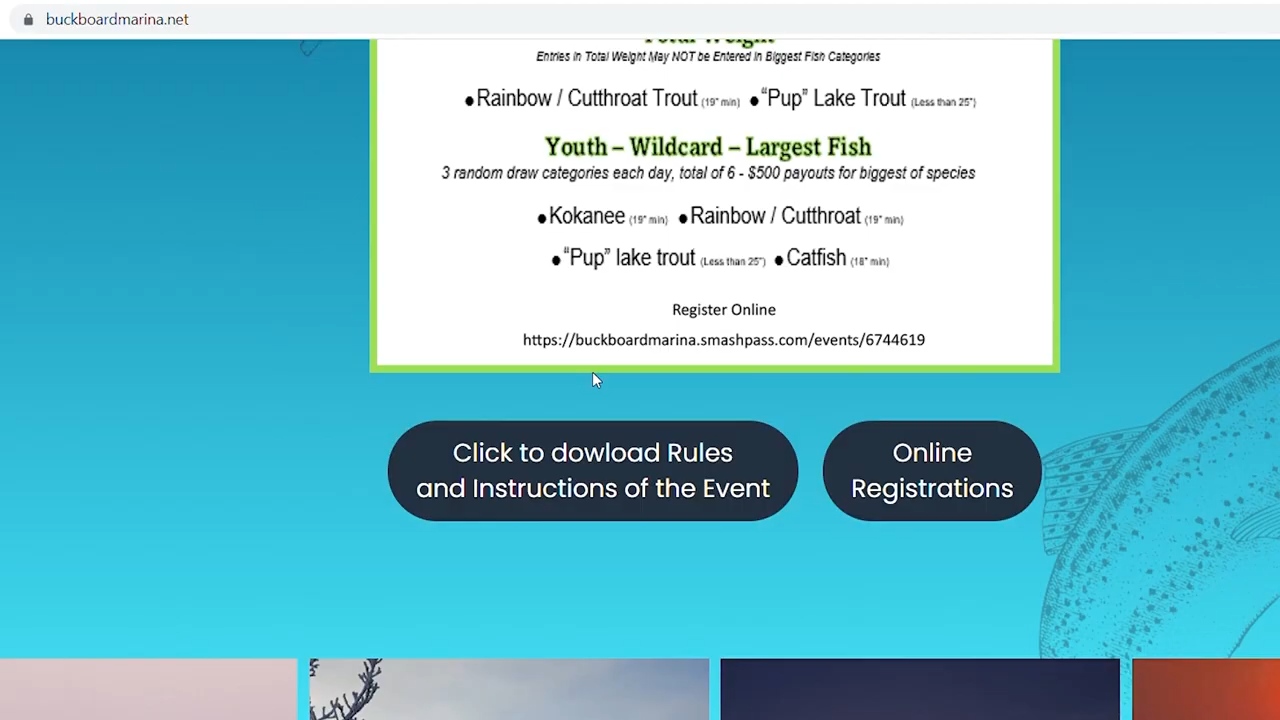 buckboardmarina.net
Total Weight
Entries in Total Weight May NOT be Entered in Biggest Fish Categories
●Rainbow / Cutthroat Trout (19" min) ●“Pup” Lake Trout (Less than 25")
Youth – Wildcard – Largest Fish
3 random draw categories each day, total of 6 - $500 payouts for biggest of species
●Kokanee (19" min) ●Rainbow / Cutthroat (19" min)
●“Pup” lake trout (Less than 25") ●Catfish (18" min)
Register Online
https://buckboardmarina.smashpass.com/events/6744619
Click to dowload Rules
and Instructions of the Event
Online
Registrations